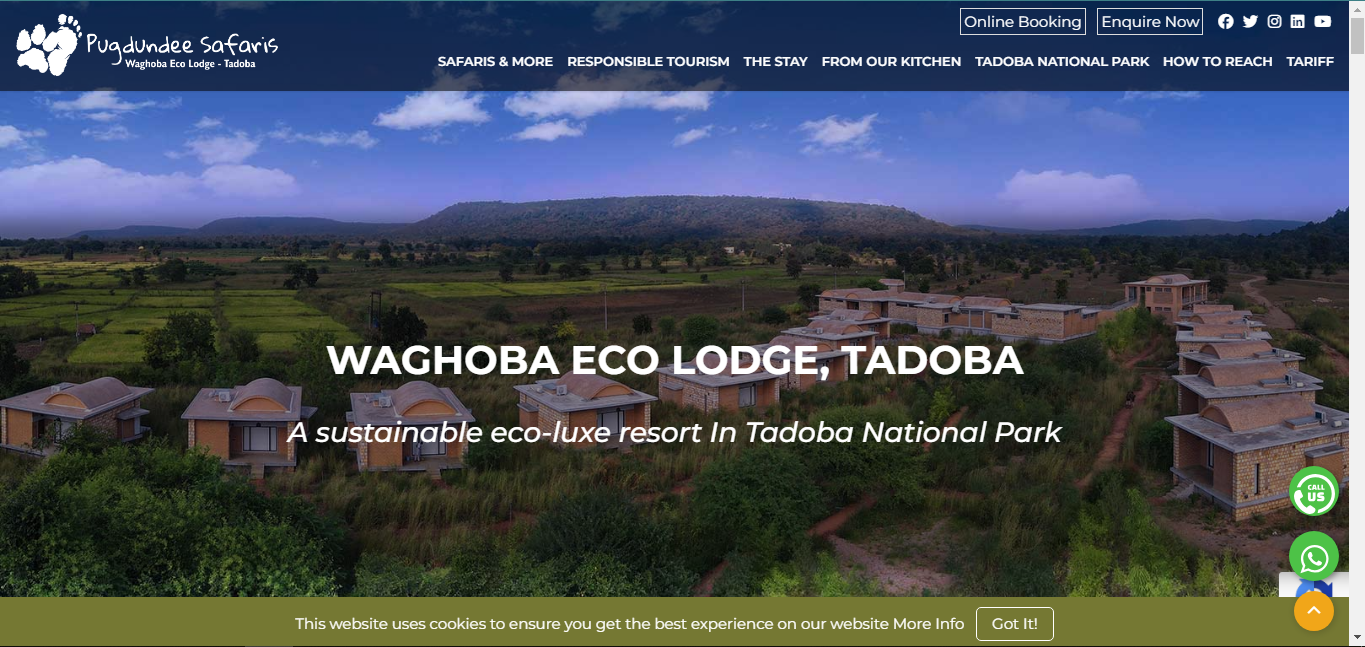 Pugdundee Safaris
Waghoba Eco Lodge - Tadoba
Online Booking
Enquire Now
SAFARIS & MORE RESPONSIBLE TOURISM THE STAY FROM OUR KITCHEN TADOBA NATIONAL PARK HOW TO REACH TARIFF
WAGHOBA ECO LODGE, TADOBA
A sustainable eco-luxe resort In Tadoba National Park
CALL
US
This website uses cookies to ensure you get the best experience on our website More Info
Got It!